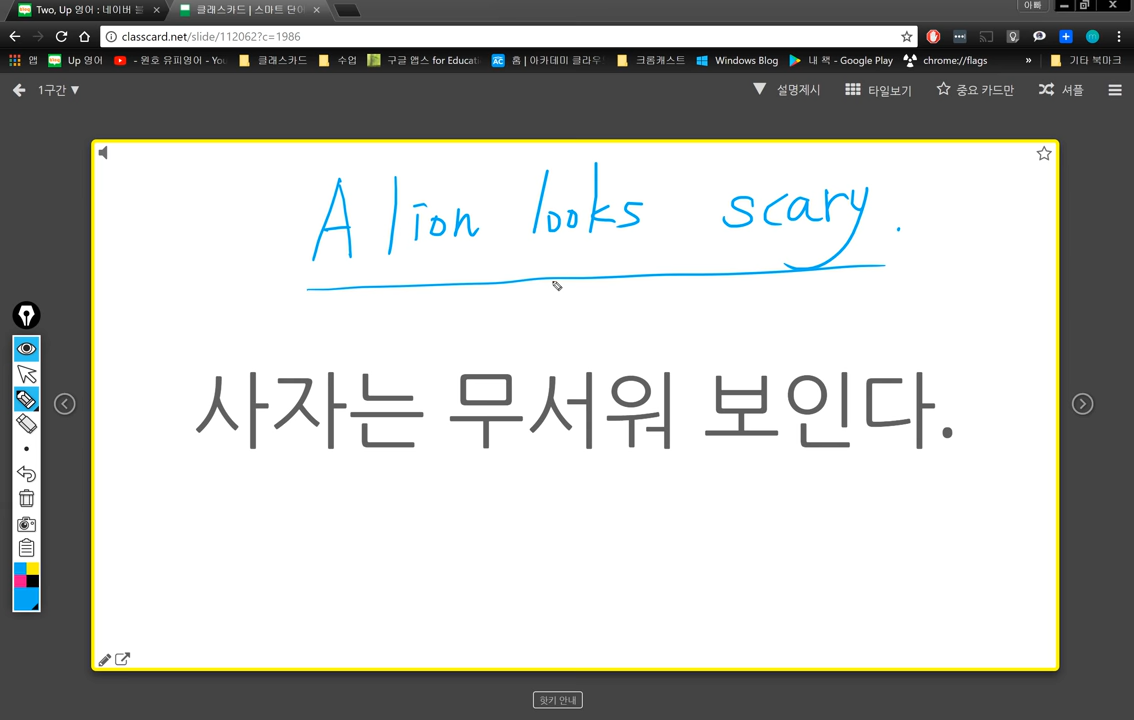 Two, Up 영어 : 네이버 블
클래스카드 | 스마트 단어
아빠
classcard.net/slide/112062?c=1986
앱
Up 영어
- 원호 유피영어 - You
클래스카드
수업
구글 앱스 for Educati
홈 | 아카데미 클라우드
크롬캐스트
Windows Blog
내 책 - Google Play
chrome://flags
»
기타 북마크
1구간 ▼
설명제시
타일보기
중요 카드만
셔플
A lion looks scary.
사자는 무서워 보인다.
핫키 안내